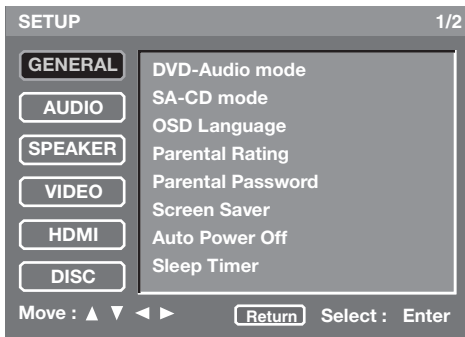 SETUP 1/2
GENERAL
AUDIO
SPEAKER
VIDEO
HDMI
DISC
DVD-Audio mode
SA-CD mode
OSD Language
Parental Rating
Parental Password
Screen Saver
Auto Power Off
Sleep Timer
Move : ▲ ▼ ◄ ► Return Select : Enter